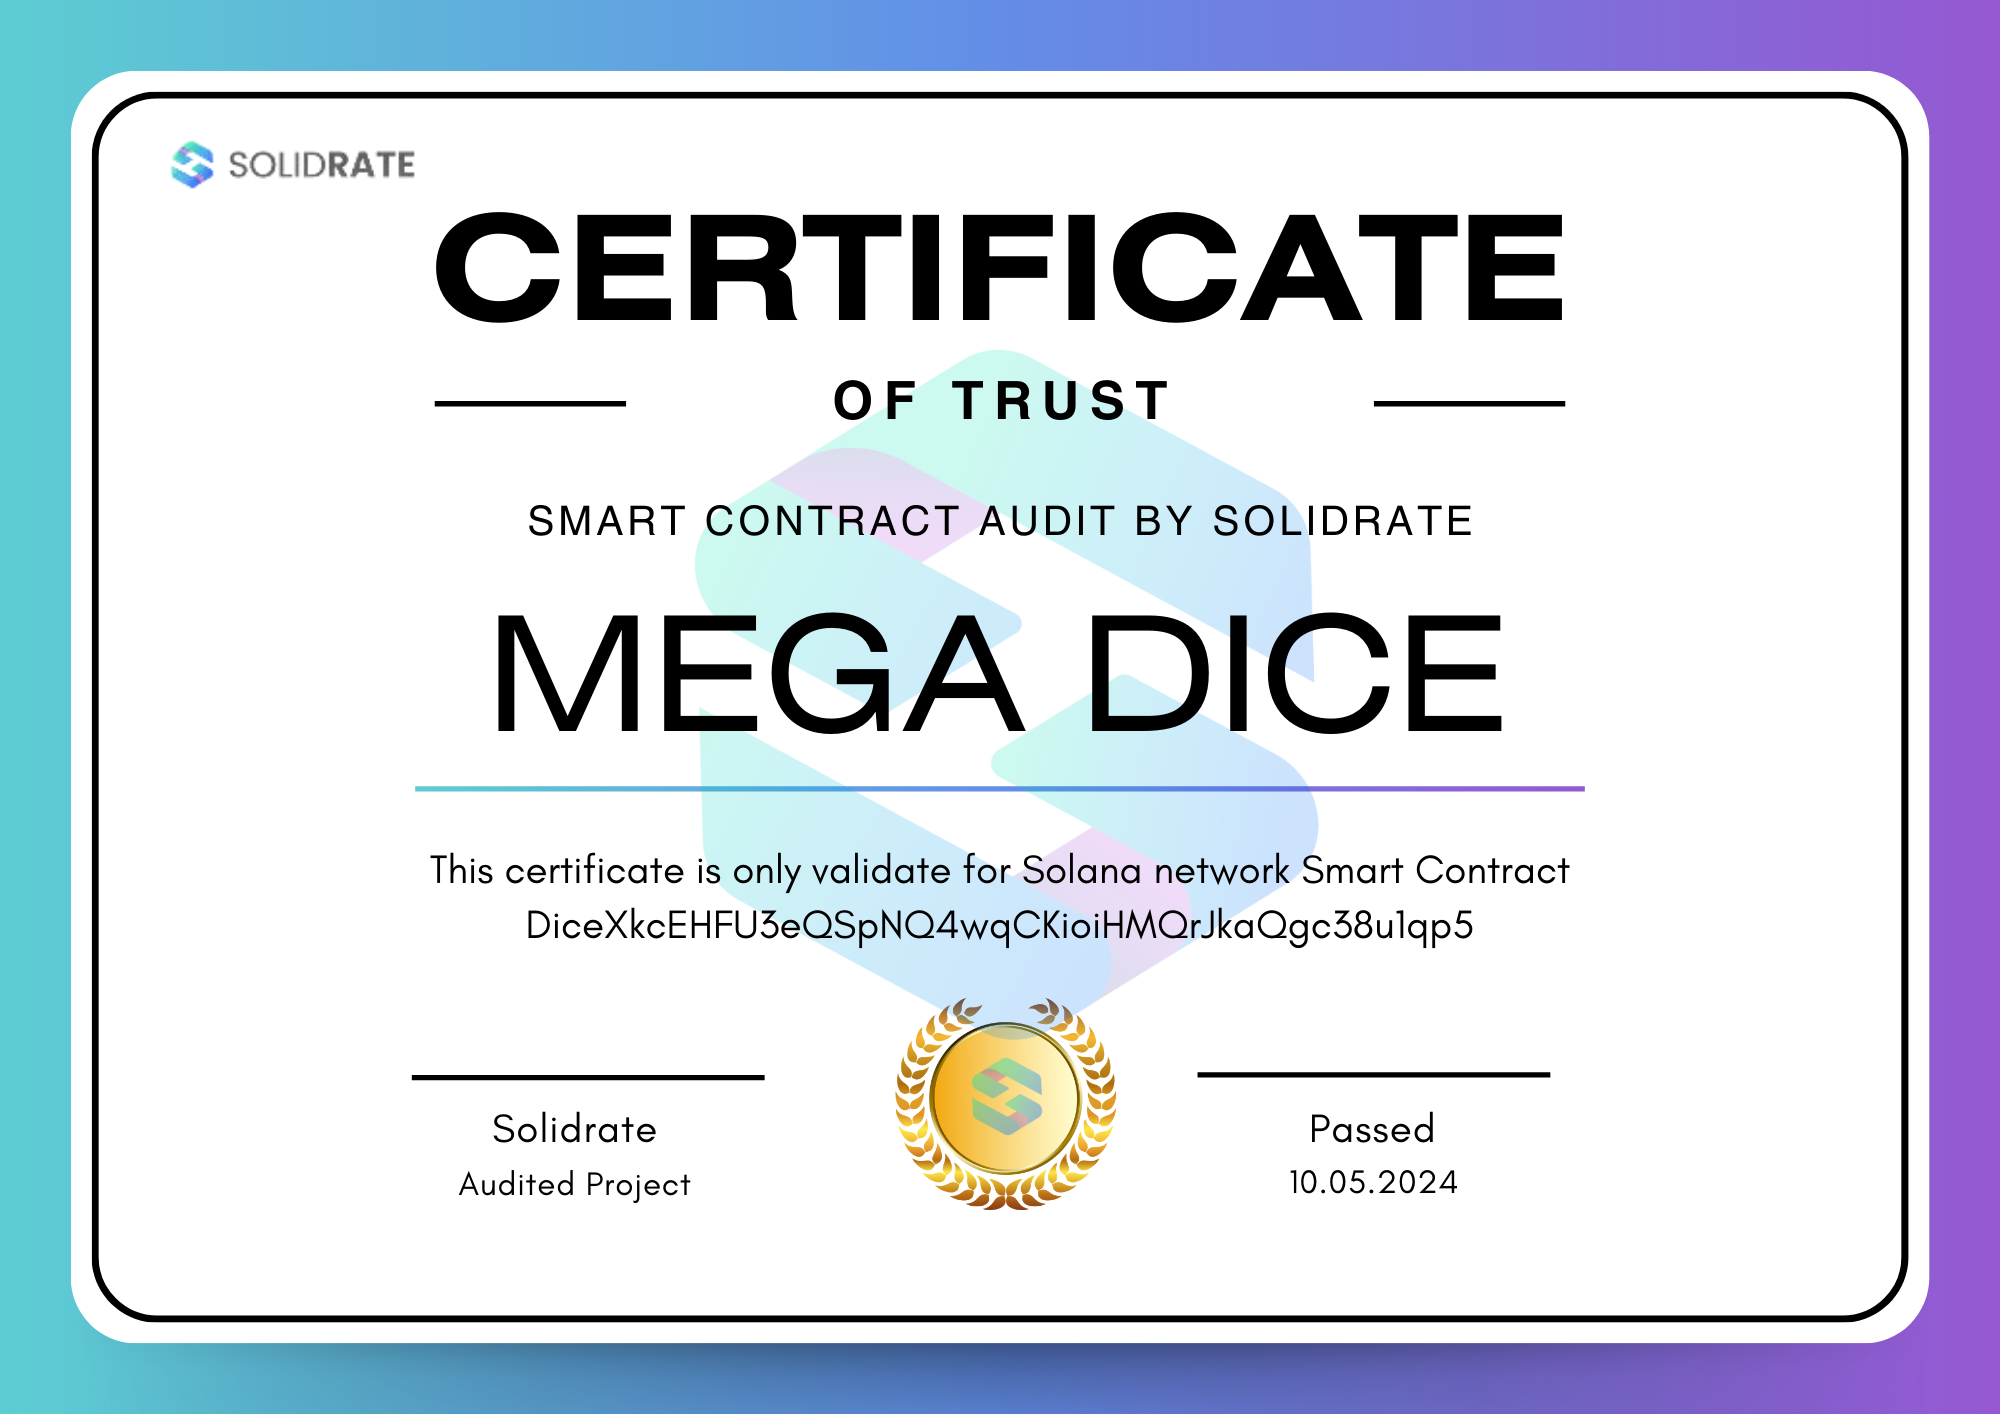 SOLIDRATE
CERTIFICATE
OF TRUST
SMART CONTRACT AUDIT BY SOLIDRATE
MEGA DICE
This certificate is only validate for Solana network Smart Contract
DiceXkcEHFU3eQSpNQ4wqCKioiHMQrJkaQgc38u1qp5
Solidrate
Audited Project
Passed
10.05.2024